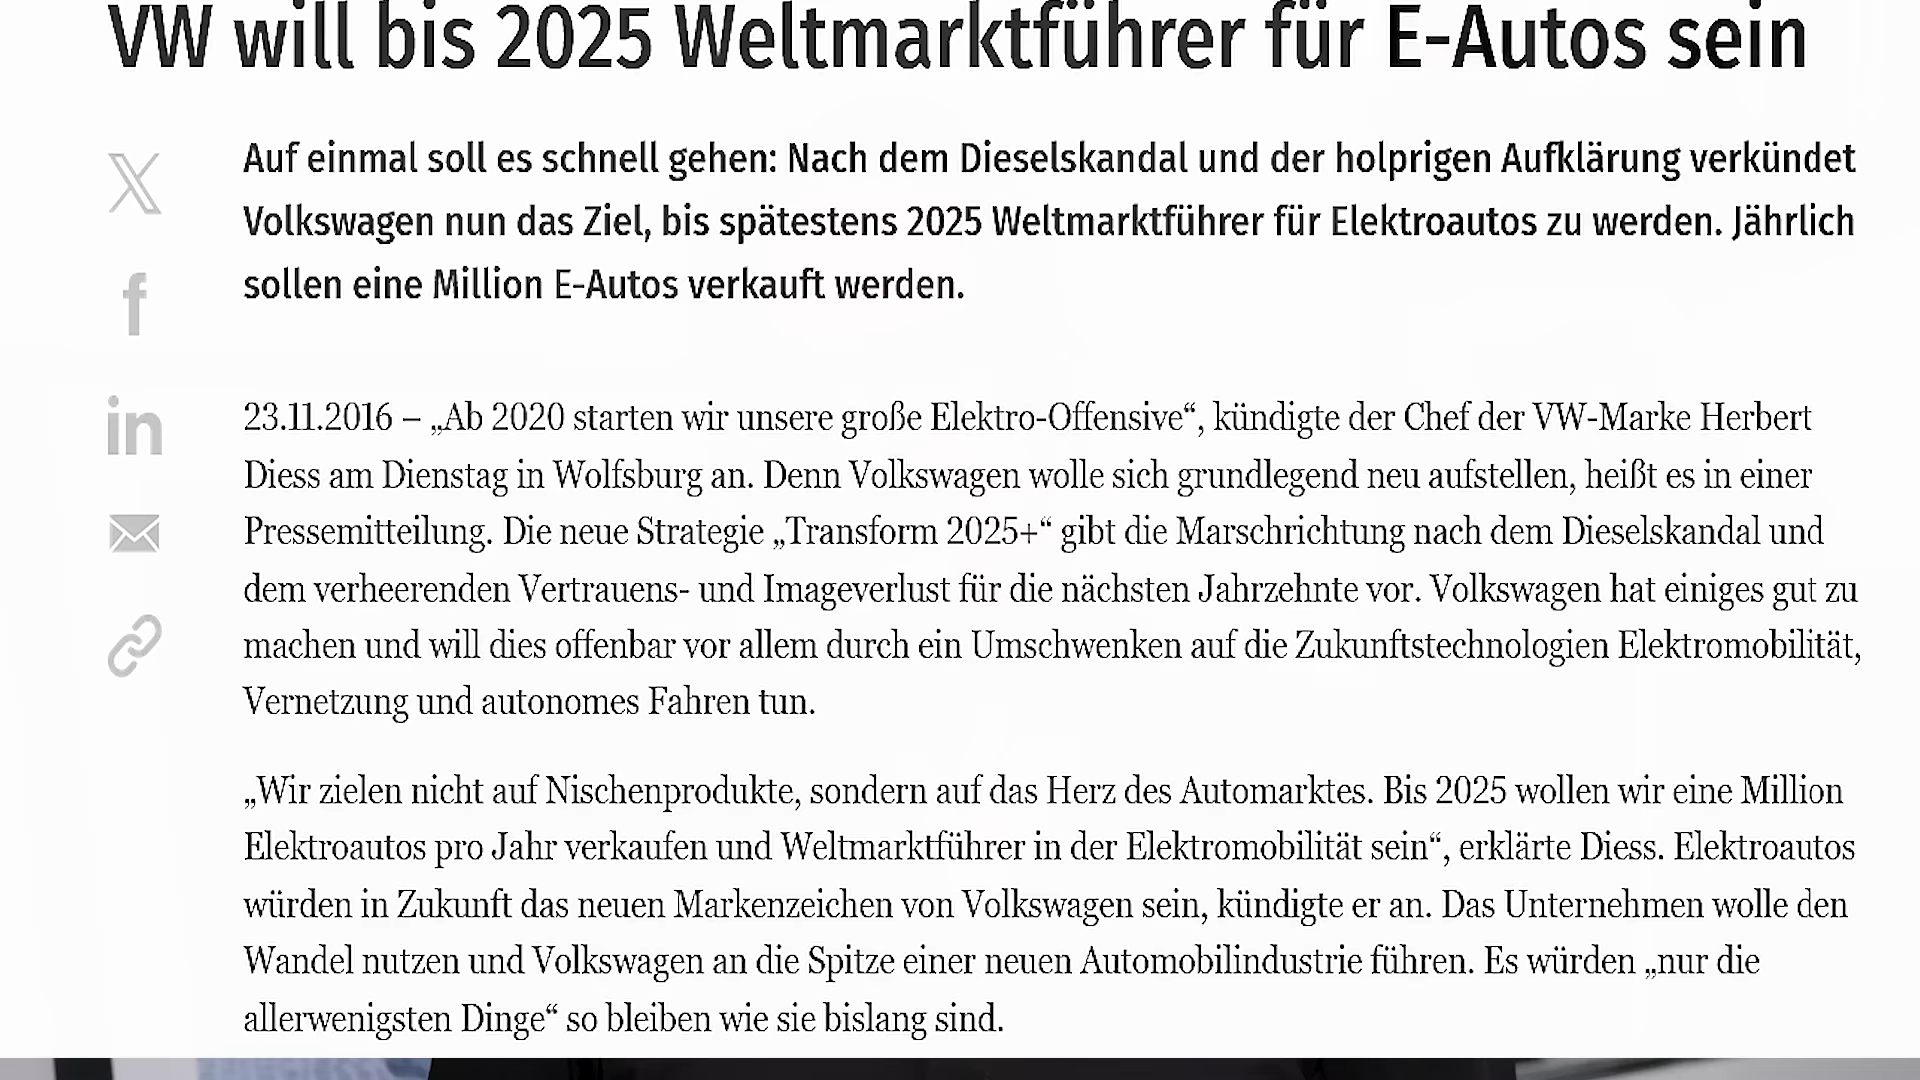 VW will bis 2025 Weltmarktführer für E-Autos sein
Auf einmal soll es schnell gehen: Nach dem Dieselskandal und der holprigen Aufklärung verkündet
Volkswagen nun das Ziel, bis spätestens 2025 Weltmarktführer für Elektroautos zu werden. Jährlich
sollen eine Million E-Autos verkauft werden.
23.11.2016 – „Ab 2020 starten wir unsere große Elektro-Offensive“, kündigte der Chef der VW-Marke Herbert
Diess am Dienstag in Wolfsburg an. Denn Volkswagen wolle sich grundlegend neu aufstellen, heißt es in einer
Pressemitteilung. Die neue Strategie „Transform 2025+“ gibt die Marschrichtung nach dem Dieselskandal und
dem verheerenden Vertrauens- und Imageverlust für die nächsten Jahrzehnte vor. Volkswagen hat einiges gut zu
machen und will dies offenbar vor allem durch ein Umschwenken auf die Zukunftstechnologien Elektromobilität,
Vernetzung und autonomes Fahren tun.
„Wir zielen nicht auf Nischenprodukte, sondern auf das Herz des Automarktes. Bis 2025 wollen wir eine Million
Elektroautos pro Jahr verkaufen und Weltmarktführer in der Elektromobilität sein“, erklärte Diess. Elektroautos
würden in Zukunft das neuen Markenzeichen von Volkswagen sein, kündigte er an. Das Unternehmen wolle den
Wandel nutzen und Volkswagen an die Spitze einer neuen Automobilindustrie führen. Es würden „nur die
allerwenigsten Dinge“ so bleiben wie sie bislang sind.